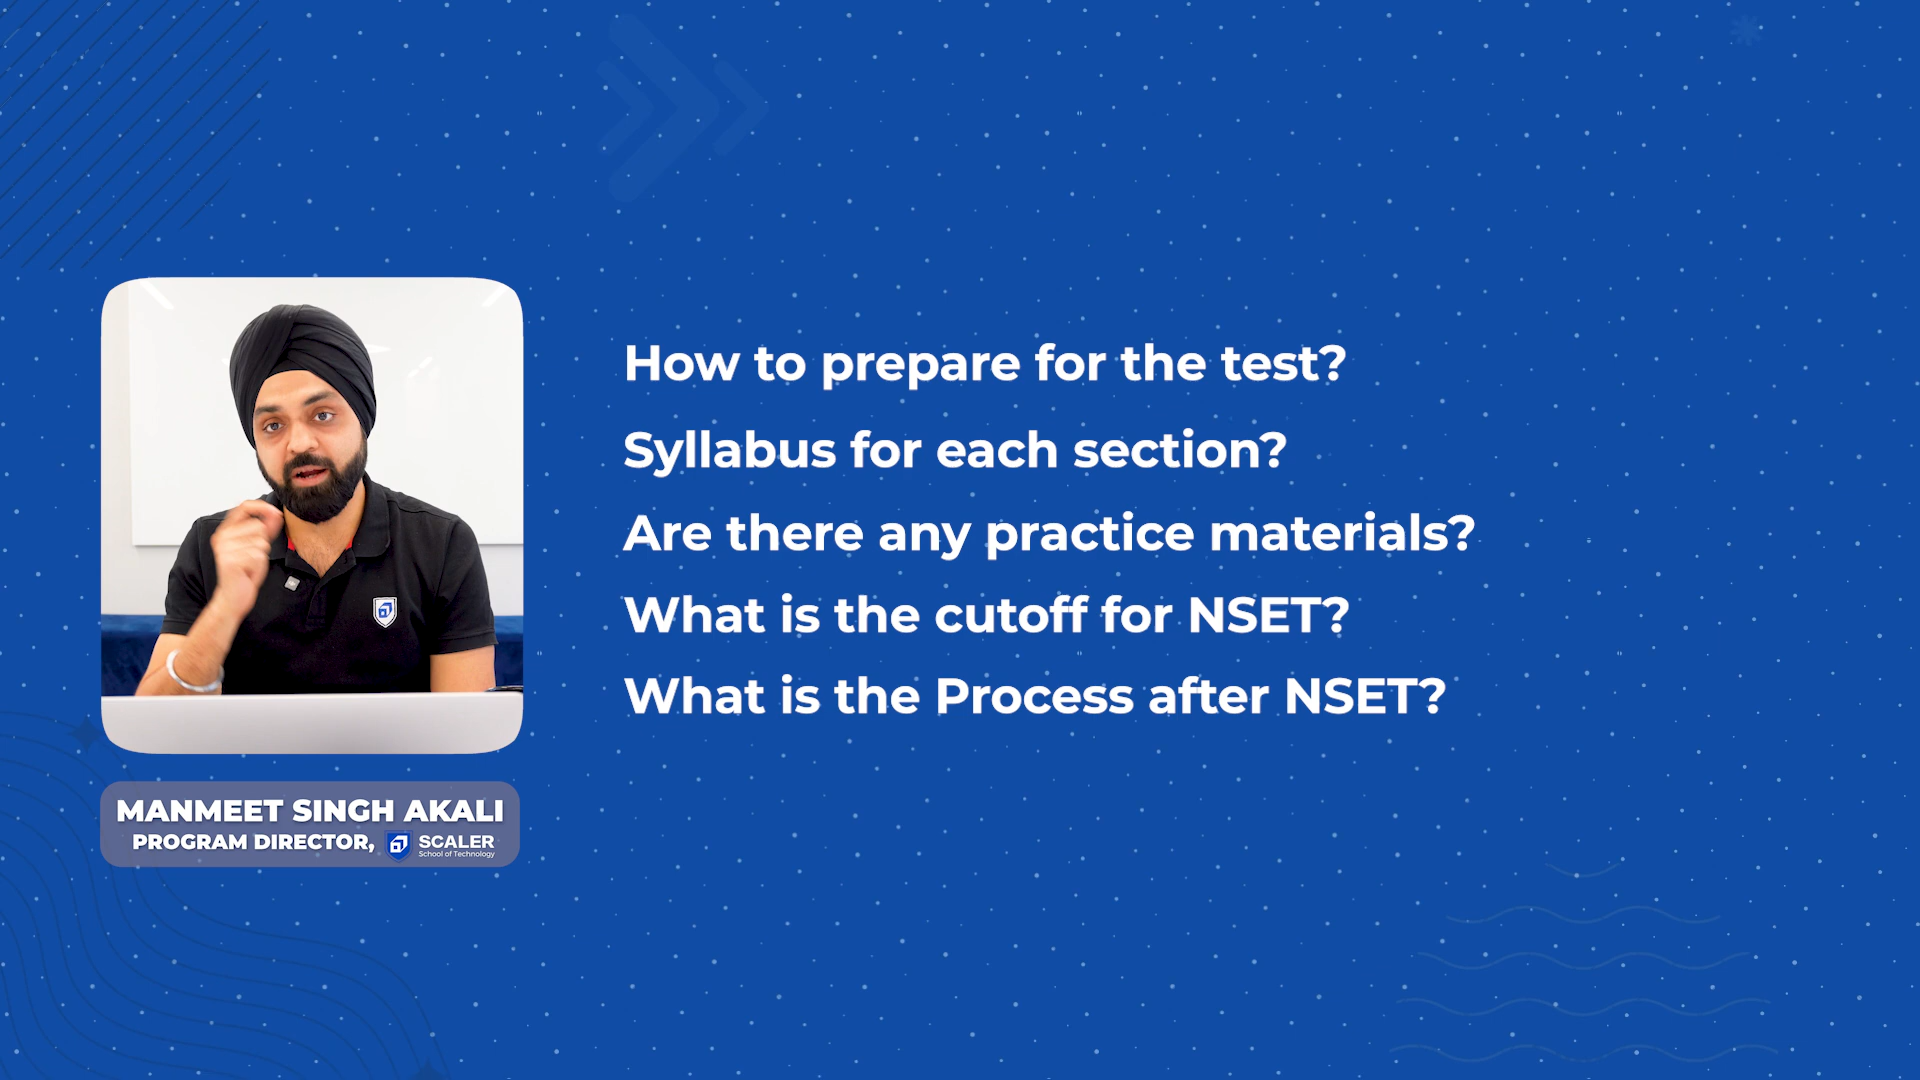 How to prepare for the test?
Syllabus for each section?
Are there any practice materials?
What is the cutoff for NSET?
What is the Process after NSET?
MANMEET SINGH AKALI
PROGRAM DIRECTOR, SCALER
School of Technology